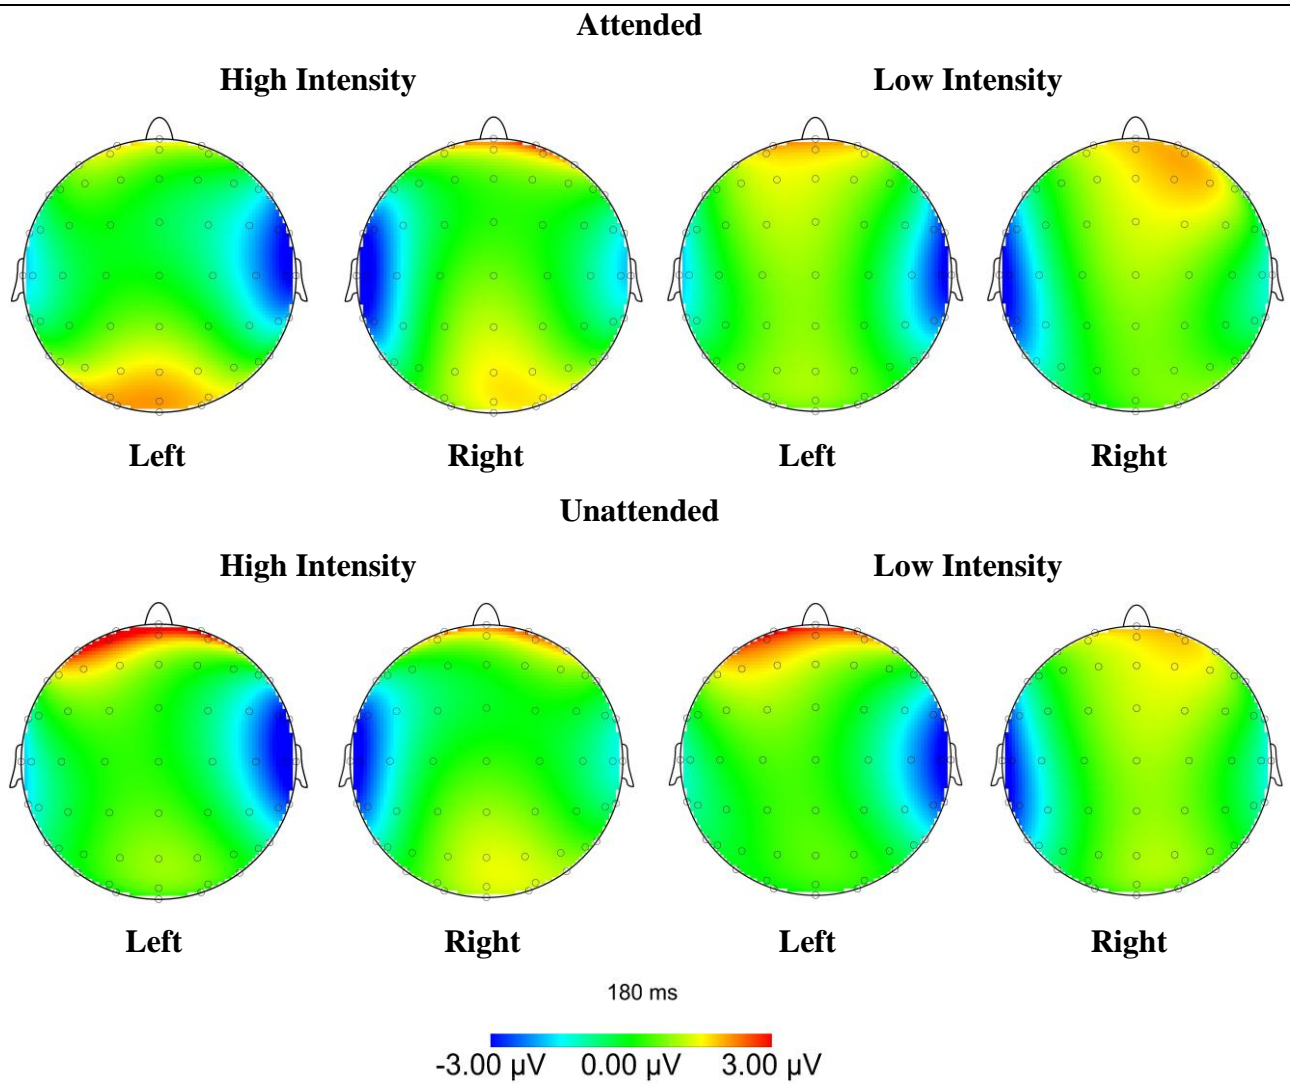 Attended
High Intensity Low Intensity
Left Right Left Right
Unattended
High Intensity Low Intensity
Left Right Left Right
180 ms
-3.00 µV 0.00 µV 3.00 µV